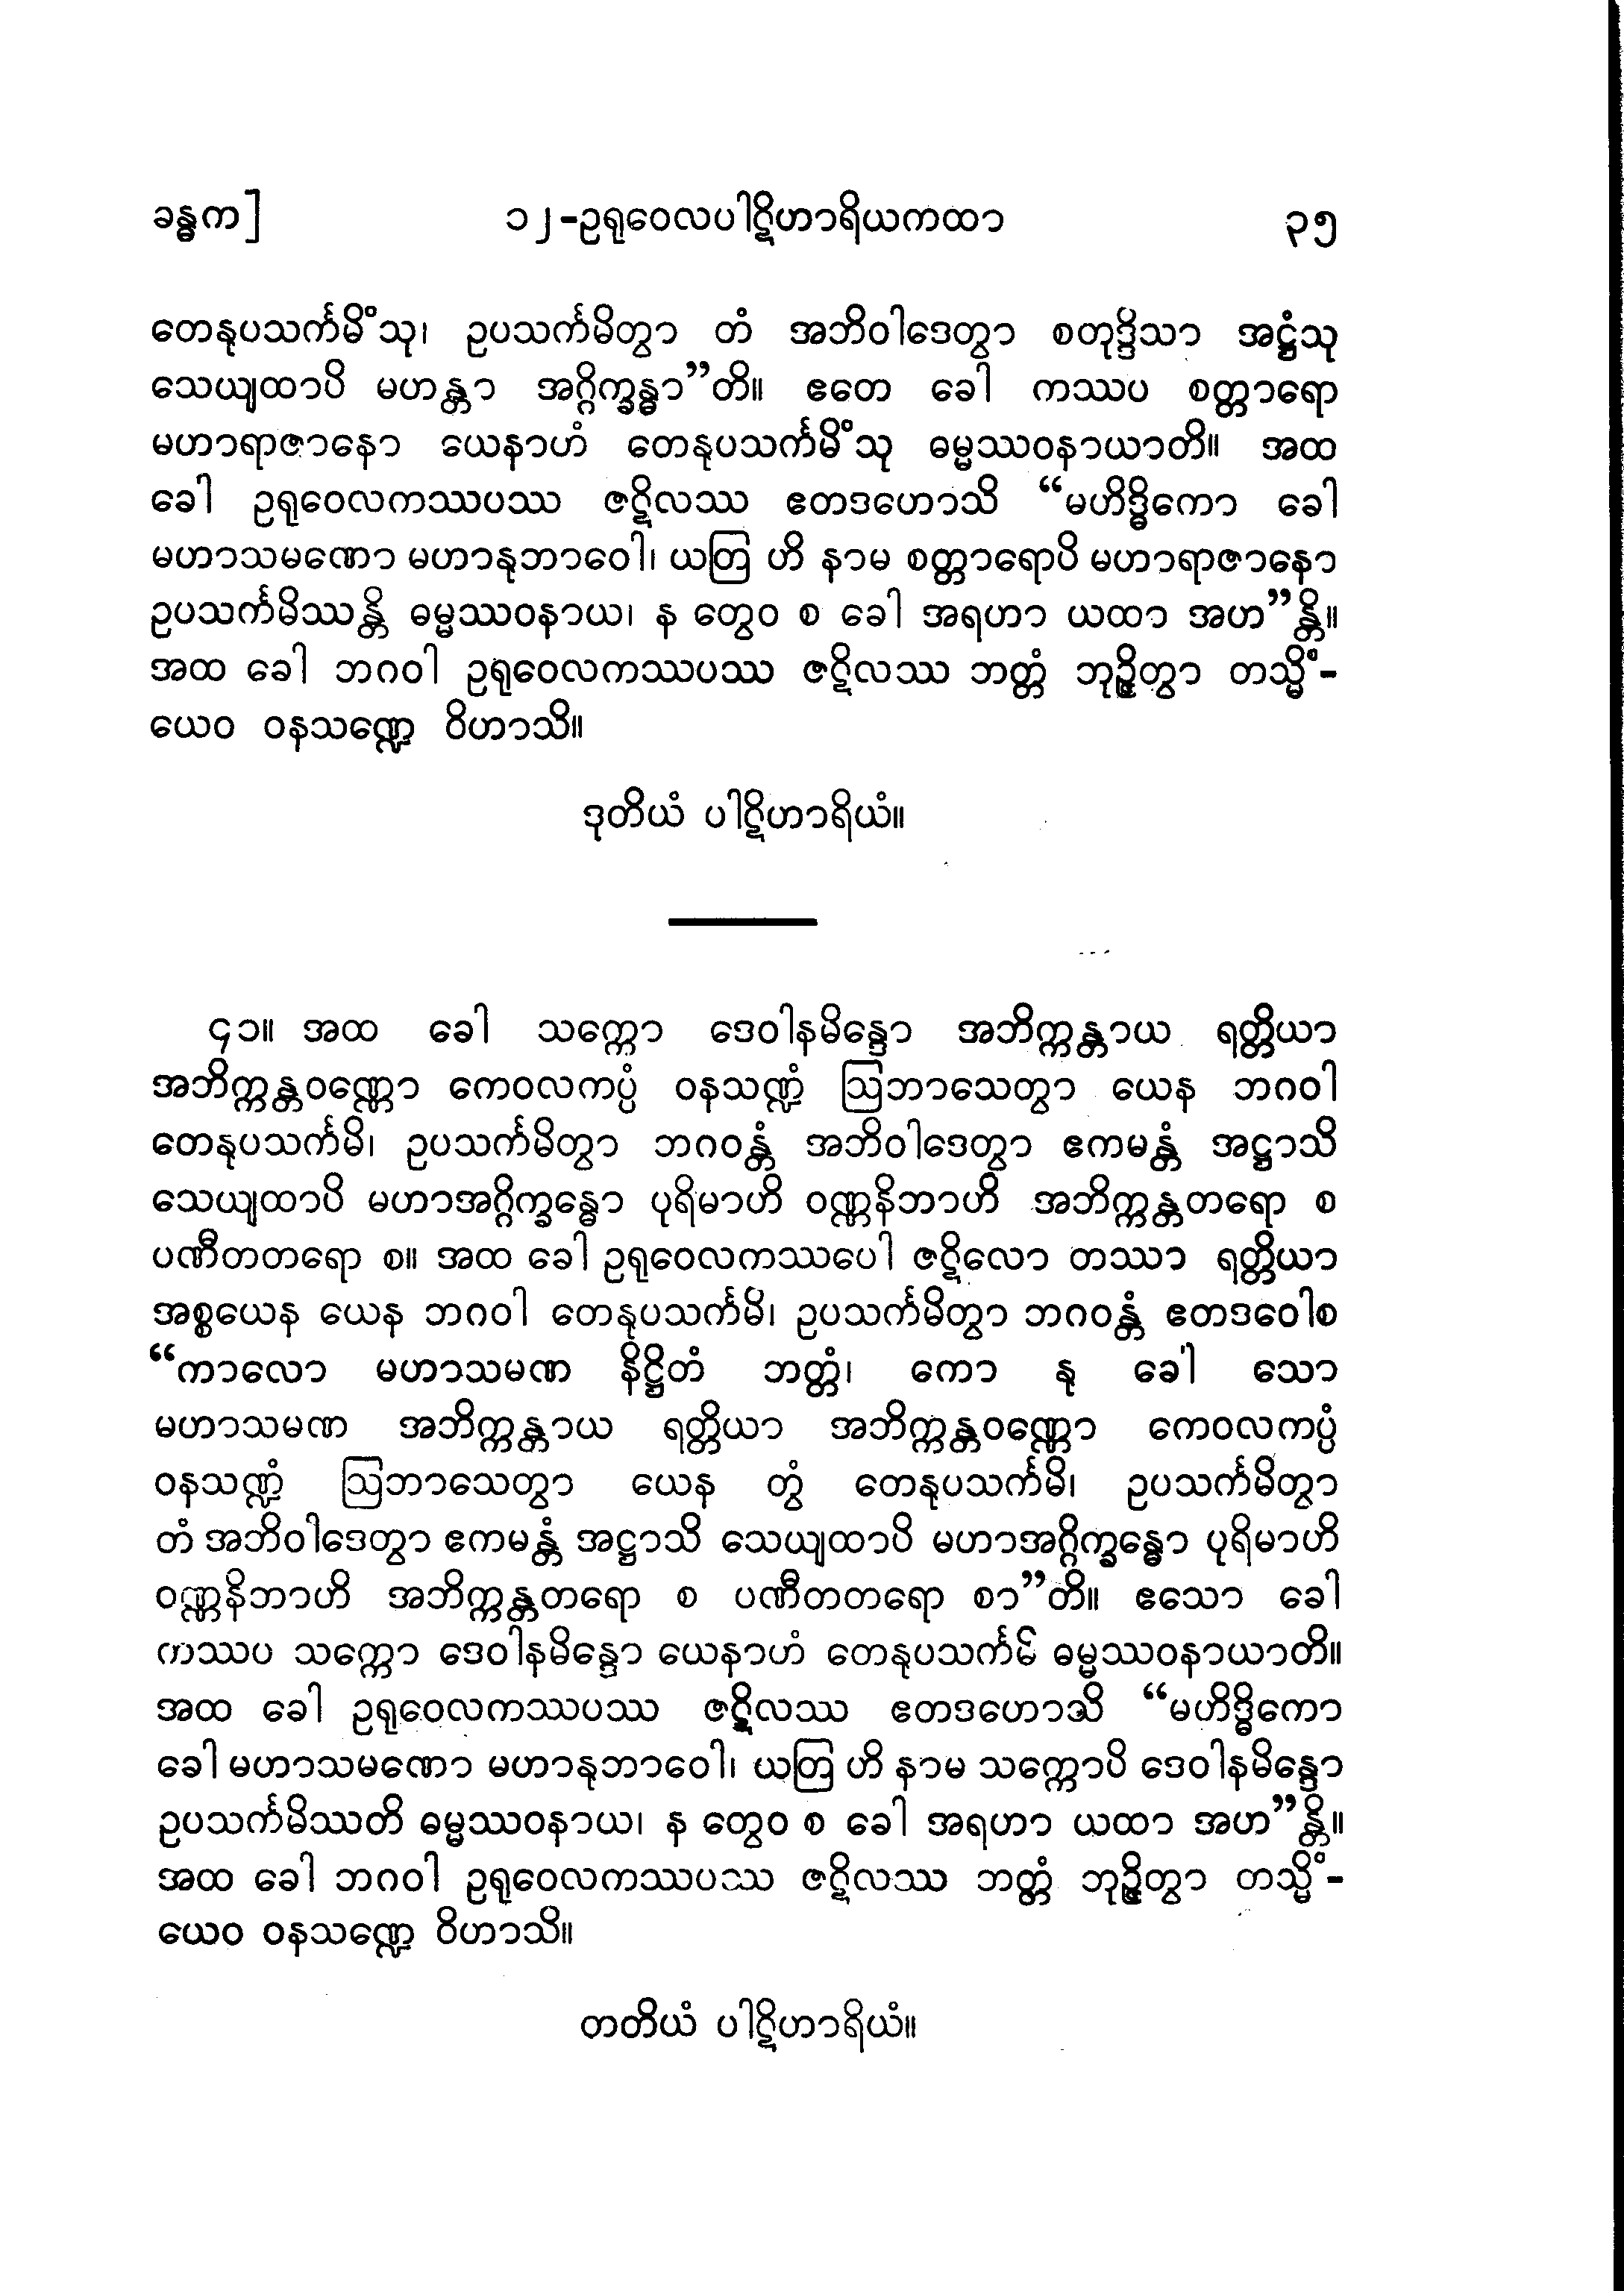 ခန္ဓက] ၁၂-ဥရုဝေလပါဋိဟာရိယကထာ ၃၅
တေနုပသင်္ကမိံသု၊ ဥပသင်္ကမိတွာ တံ အဘိဝါဒေတွာ စတုဒ္ဒိသာ အဋ္ဌံသု
သေယျထာပိ မဟန္တာ အဂ္ဂိက္ခန္ဓာ”တိ။ ဧတေ ခေါ ကဿပ စတ္တာရော
မဟာရာဇာနော ယေနာဟံ တေနုပသင်္ကမိံသု ဓမ္မဿဝနာယာတိ။ အထ
ခေါ ဥရုဝေလကဿပဿ ဇဋိလဿ ဧတဒဟောသိ “မဟိဒ္ဓိကော ခေါ
မဟာသမဏော မဟာနုဘာဝေါ၊ ယတြ ဟိ နာမ စတ္တာရောပိ မဟာရာဇာနော
ဥပသင်္ကမိဿန္တိ ဓမ္မဿဝနာယ၊ န တွေဝ စ ခေါ အရဟာ ယထာ အဟ”န္တိ။
အထ ခေါ ဘဂဝါ ဥရုဝေလကဿပဿ ဇဋိလဿ ဘတ္တံ ဘုဉ္ဇိတွာ တသ္မိံ-
ယေဝ ဝနသဏ္ဍေ ဝိဟာသိ။
ဒုတိယံ ပါဋိဟာရိယံ။
၄၁။ အထ ခေါ သက္ကော ဒေဝါနမိန္ဒော အဘိက္ကန္တာယ ရတ္တိယာ
အဘိက္ကန္တဝဏ္ဏော ကေဝလကပ္ပံ ဝနသဏ္ဍံ ဩဘာသေတွာ ယေန ဘဂဝါ
တေနုပသင်္ကမိ၊ ဥပသင်္ကမိတွာ ဘဂဝန္တံ အဘိဝါဒေတွာ ဧကမန္တံ အဋ္ဌာသိ
သေယျထာပိ မဟာအဂ္ဂိက္ခန္ဓော ပုရိမာဟိ ဝဏ္ဏနိဘာဟိ အဘိက္ကန္တတရော စ
ပဏီတတရော စ။ အထ ခေါ ဥရုဝေလကဿပေါ ဇဋိလော တဿာ ရတ္တိယာ
အစ္စယေန ယေန ဘဂဝါ တေနုပသင်္ကမိ၊ ဥပသင်္ကမိတွာ ဘဂဝန္တံ ဧတဒဝေါစ
“ကာလော မဟာသမဏ နိဋ္ဌိတံ ဘတ္တံ၊ ကော နု ခေါ သော
မဟာသမဏ အဘိက္ကန္တာယ ရတ္တိယာ အဘိက္ကန္တဝဏ္ဏော ကေဝလကပ္ပံ
ဝနသဏ္ဍံ ဩဘာသေတွာ ယေန တွံ တေနုပသင်္ကမိ၊ ဥပသင်္ကမိတွာ
တံ အဘိဝါဒေတွာ ဧကမန္တံ အဋ္ဌာသိ သေယျထာပိ မဟာအဂ္ဂိက္ခန္ဓော ပုရိမာဟိ
ဝဏ္ဏနိဘာဟိ အဘိက္ကန္တတရော စ ပဏီတတရော စာ”တိ။ ဧသော ခေါ
ကဿပ သက္ကော ဒေဝါနမိန္ဒော ယေနာဟံ တေနုပသင်္ကမိ ဓမ္မဿဝနာယာတိ။
အထ ခေါ ဥရုဝေလကဿပဿ ဇဋိလဿ ဧတဒဟောသိ “မဟိဒ္ဓိကော
ခေါ မဟာသမဏော မဟာနုဘာဝေါ၊ ယတြ ဟိ နာမ သက္ကောပိ ဒေဝါနမိန္ဒော
ဥပသင်္ကမိဿတိ ဓမ္မဿဝနာယ၊ န တွေဝ စ ခေါ အရဟာ ယထာ အဟ”န္တိ။
အထ ခေါ ဘဂဝါ ဥရုဝေလကဿပဿ ဇဋိလဿ ဘတ္တံ ဘုဉ္ဇိတွာ တသ္မိံ-
ယေဝ ဝနသဏ္ဍေ ဝိဟာသိ။
တတိယံ ပါဋိဟာရိယံ။